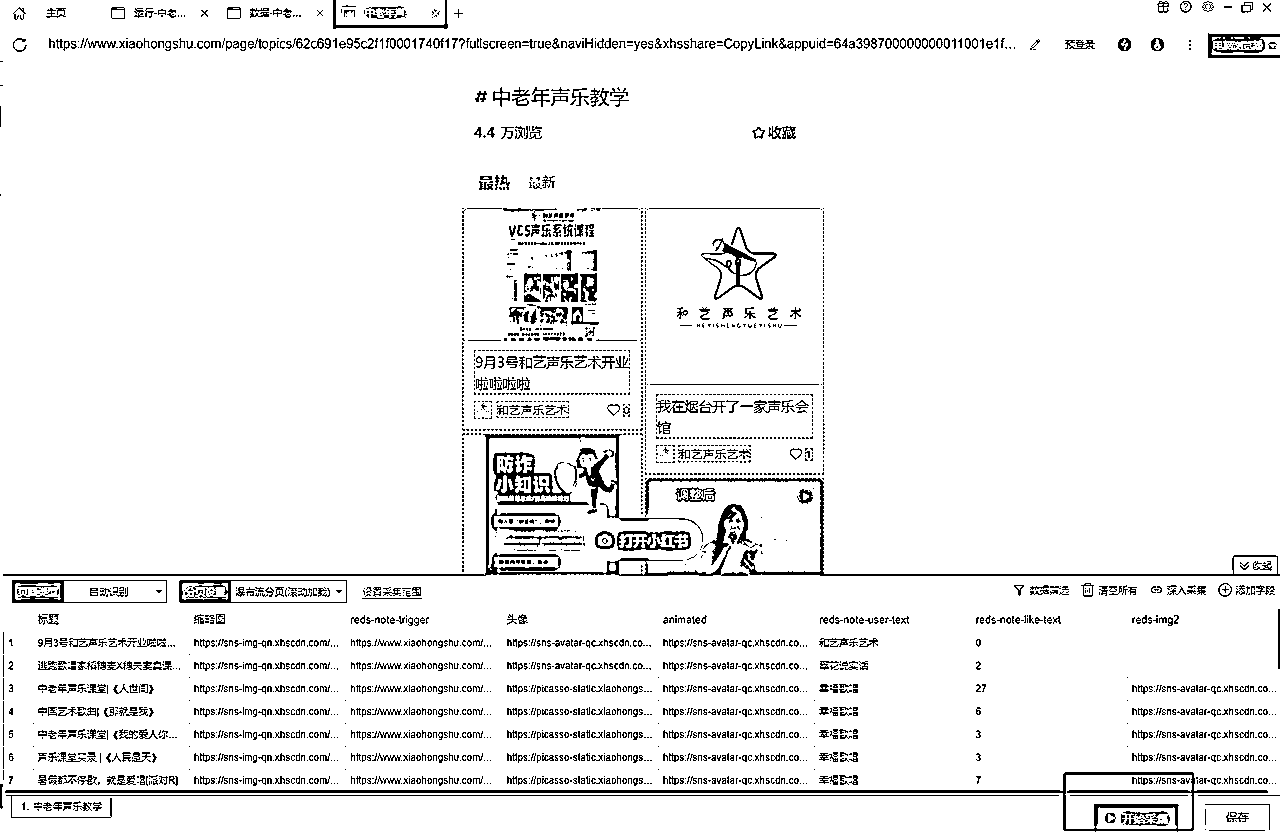 主页
运行-中老...
数据-中老...
中老年声
https://www.xiaohongshu.com/page/topics/62c691e95c2f1f0001740f17?fullscreen=true&naviHidden=yes&xhsshare=CopyLink&appuid=64a398700000000011001e1f...
预登录
# 中老年声乐教学
4.4 万浏览
收藏
最热 最新
VCS声乐系统课程
和艺声乐艺术
HEYISHENGYUEYISHU
9月3号和艺声乐艺术开业
啦啦啦啦
和艺声乐艺术 0
我在烟台开了一家声乐会
馆
和艺声乐艺术 1
防诈
小知识
调整后
打开小红书
收起
自动识别
瀑布流分页(滚动加载)
设置采集范围
数据筛选 清空所有 深入采集 添加字段
标题 缩略图 reds-note-trigger 头像 animated reds-note-user-text reds-note-like-text reds-img2
1 9月3号和艺声乐艺术开业啦啦... https://sns-img-qn.xhscdn.com/... https://www.xiaohongshu.com/... https://sns-avatar-qc.xhscdn.co... https://sns-avatar-qc.xhscdn.co... 和艺声乐艺术 0
2 https://sns-img-qn.xhscdn.com/... https://www.xiaohongshu.com/... https://sns-avatar-qc.xhscdn.co... https://sns-avatar-qc.xhscdn.co... 翠花说实话 2
3 中老年声乐课堂|《人世间》 https://sns-img-qn.xhscdn.com/... https://www.xiaohongshu.com/... https://picasso-static.xiaohongs... https://sns-avatar-qc.xhscdn.co... 幸福歌唱 27 https://sns-avatar-qc.xhscdn.co...
4 中国艺术歌曲|《那就是我》 https://sns-img-qn.xhscdn.com/... https://www.xiaohongshu.com/... https://picasso-static.xiaohongs... https://sns-avatar-qc.xhscdn.co... 幸福歌唱 6 https://sns-avatar-qc.xhscdn.co...
5 中老年声乐课堂|《我的爱人你... https://sns-img-qn.xhscdn.com/... https://www.xiaohongshu.com/... https://picasso-static.xiaohongs... https://sns-avatar-qc.xhscdn.co... 幸福歌唱 3 https://sns-avatar-qc.xhscdn.co...
6 声乐课堂实录|《人民是天》 https://sns-img-qn.xhscdn.com/... https://www.xiaohongshu.com/... https://picasso-static.xiaohongs... https://sns-avatar-qc.xhscdn.co... 幸福歌唱 3 https://sns-avatar-qc.xhscdn.co...
7 暑假都不停歇，就是爱唱(派对R) https://sns-img-qn.xhscdn.com/... https://www.xiaohongshu.com/... https://picasso-static.xiaohongs... https://sns-avatar-qc.xhscdn.co... 幸福歌唱 7 https://sns-avatar-qc.xhscdn.co...
1. 中老年声乐教学
开始采集
保存